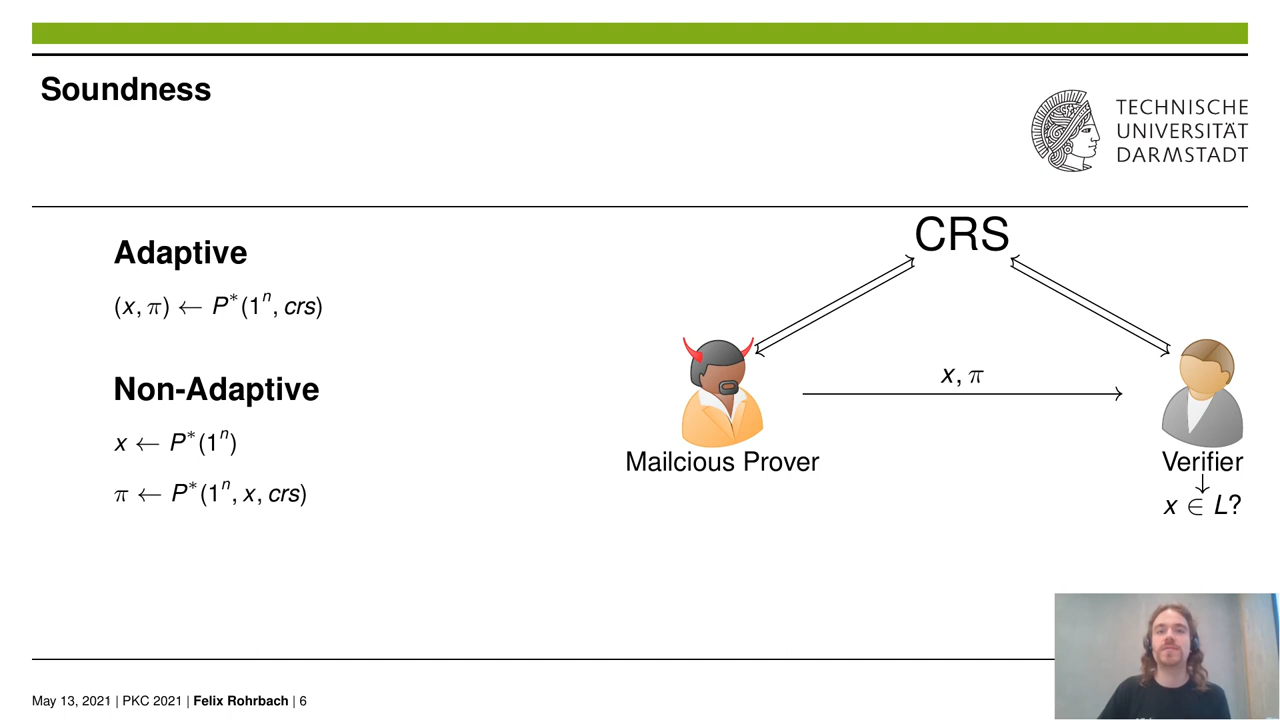 Soundness
TECHNISCHE
UNIVERSITÄT
DARMSTADT
Adaptive
(x, π) ← P*(1ⁿ, crs)
Non-Adaptive
x ← P*(1ⁿ)
π ← P*(1ⁿ, x, crs)
CRS
x, π
Mailcious Prover
Verifier
x ∈ L?
May 13, 2021 | PKC 2021 | Felix Rohrbach | 6